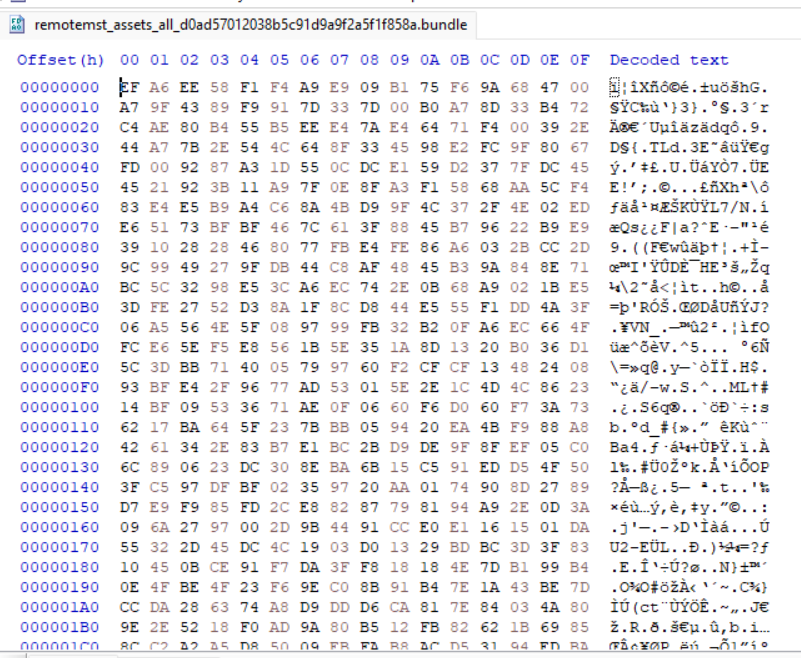 remotemst_assets_all_d0ad57012038b5c91d9a9f2a5f1f858a.bundle
Offset(h) 00 01 02 03 04 05 06 07 08 09 0A 0B 0C 0D 0E 0F Decoded text
00000000 EF A6 EE 58 F1 F4 A9 E9 09 B1 75 F6 9A 68 47 00 ï¦îXñô©é.±uöšhG.
00000010 A7 9F 43 89 F9 91 7D 33 7D 00 B0 A7 8D 33 B4 72 §ŸC‰ù‘}3}.°§.3´r
00000020 C4 AE 80 B4 55 B5 EE E4 7A E4 64 71 F4 00 39 2E Ä®€´Uµîäzädqô.9.
00000030 44 A7 7B 2E 54 4C 64 8F 33 45 98 E2 FC 9F 80 67 D§{.TLd.3E˜âüŸ€g
00000040 FD 00 92 87 A3 1D 55 0C DC E1 59 D2 37 7F DC 45 ý.’‡£.U.ÜáYÒ7.ÜE
00000050 45 21 92 3B 11 A9 7F 0E 8F A3 F1 58 68 AA 5C F4 E!’;.©...£ñXhª\ô
00000060 83 E4 E5 B9 A4 C6 8A 4B D9 9F 4C 37 2F 4E 02 ED ƒäå¹¤ÆŠKÙŸL7/N.í
00000070 E6 51 73 BF BF 46 7C 61 3F 88 45 B7 96 22 B9 E9 æQs¿¿F|a?ˆE·–"¹é
00000080 39 10 28 28 46 80 77 FB E4 FE 86 A6 03 2B CC 2D 9.((F€wûäþ†¦.+Ì-
00000090 9C 99 49 27 9F DB 44 C8 AF 48 45 B3 9A 84 8E 71 œ™I'ŸÛDÈ¯HE³š„Žq
000000A0 BC 5C 32 98 E5 3C A6 EC 74 2E 0B 68 A9 02 1B E5 ¼\2˜å<¦ìt..h©..å
000000B0 3D FE 27 52 D3 8A 1F 8C D8 44 E5 55 F1 DD 4A 3F =þ'RÓŠ.ŒØDåUñÝJ?
000000C0 06 A5 56 4E 5F 08 97 99 FB 32 B2 0F A6 EC 66 4F .¥VN_.—™û2².¦ìfO
000000D0 FC E6 5E F5 E8 56 1B 5E 35 1A 8D 13 20 B0 36 D1 üæ^õèV.^5... °6Ñ
000000E0 5C 3D BB 71 40 05 79 97 60 F2 CF CF 13 48 24 08 \=»q@.y—`òÏÏ.H$.
000000F0 93 BF E4 2F 96 77 AD 53 01 5E 2E 1C 4D 4C 86 23 “¿ä/–w.S.^..ML†#
00000100 14 BF 09 53 36 71 AE 0F 06 60 F6 D0 60 F7 3A 73 .¿.S6q®..`öÐ`÷:s
00000110 62 17 BA 64 5F 23 7B BB 05 94 20 EA 4B F9 88 A8 b.ºd_#{».” êKùˆ¨
00000120 42 61 34 2E 83 B7 E1 BC 2B D9 DE 9F 8F EF 05 C0 Ba4.ƒ·á¼+ÙÞŸ.ï.À
00000130 6C 89 06 23 DC 30 8E BA 6B 15 C5 91 ED D5 4F 50 l‰.#Ü0Žºk.Å‘íÕOP
00000140 3F C5 97 DF BF 02 35 97 20 AA 01 74 90 8D 27 89 ?Å—ß¿.5— ª.t..'‰
00000150 D7 E9 F9 85 FD 2C E8 82 87 79 81 94 A9 2E 0D 3A ×éù…ý,è‚‡y.”©..:
00000160 09 6A 27 97 00 2D 9B 44 91 CC E0 E1 16 15 01 DA .j'—.-›D‘Ìàá...Ú
00000170 55 32 2D 45 DC 4C 19 03 D0 13 29 BD BC 3D 3F 83 U2-EÜL..Ð.)½¼=?ƒ
00000180 10 45 0B CE 91 F7 DA 3F F8 18 18 4E 7D B1 99 B4 .E.Î‘÷Ú?ø..N}±™´
00000190 0E 4F BE 4F 23 F6 9E C0 8B 91 B4 7E 1A 43 BE 7D .O¾O#öžÀ‹‘´~.C¾}
000001A0 CC DA 28 63 74 A8 D9 DD D6 CA 81 7E 84 03 4A 80 ÌÚ(ct¨ÙÝÖÊ.~„.J€
000001B0 9E 2E 52 18 F0 AD 9A 80 B5 12 FB 82 62 1B 69 85 ž.R.ð.š€µ.û‚b.i…
000001C0 8C C2 A2 A5 D8 50 09 EB FA B8 AC D5 31 94 ED BA